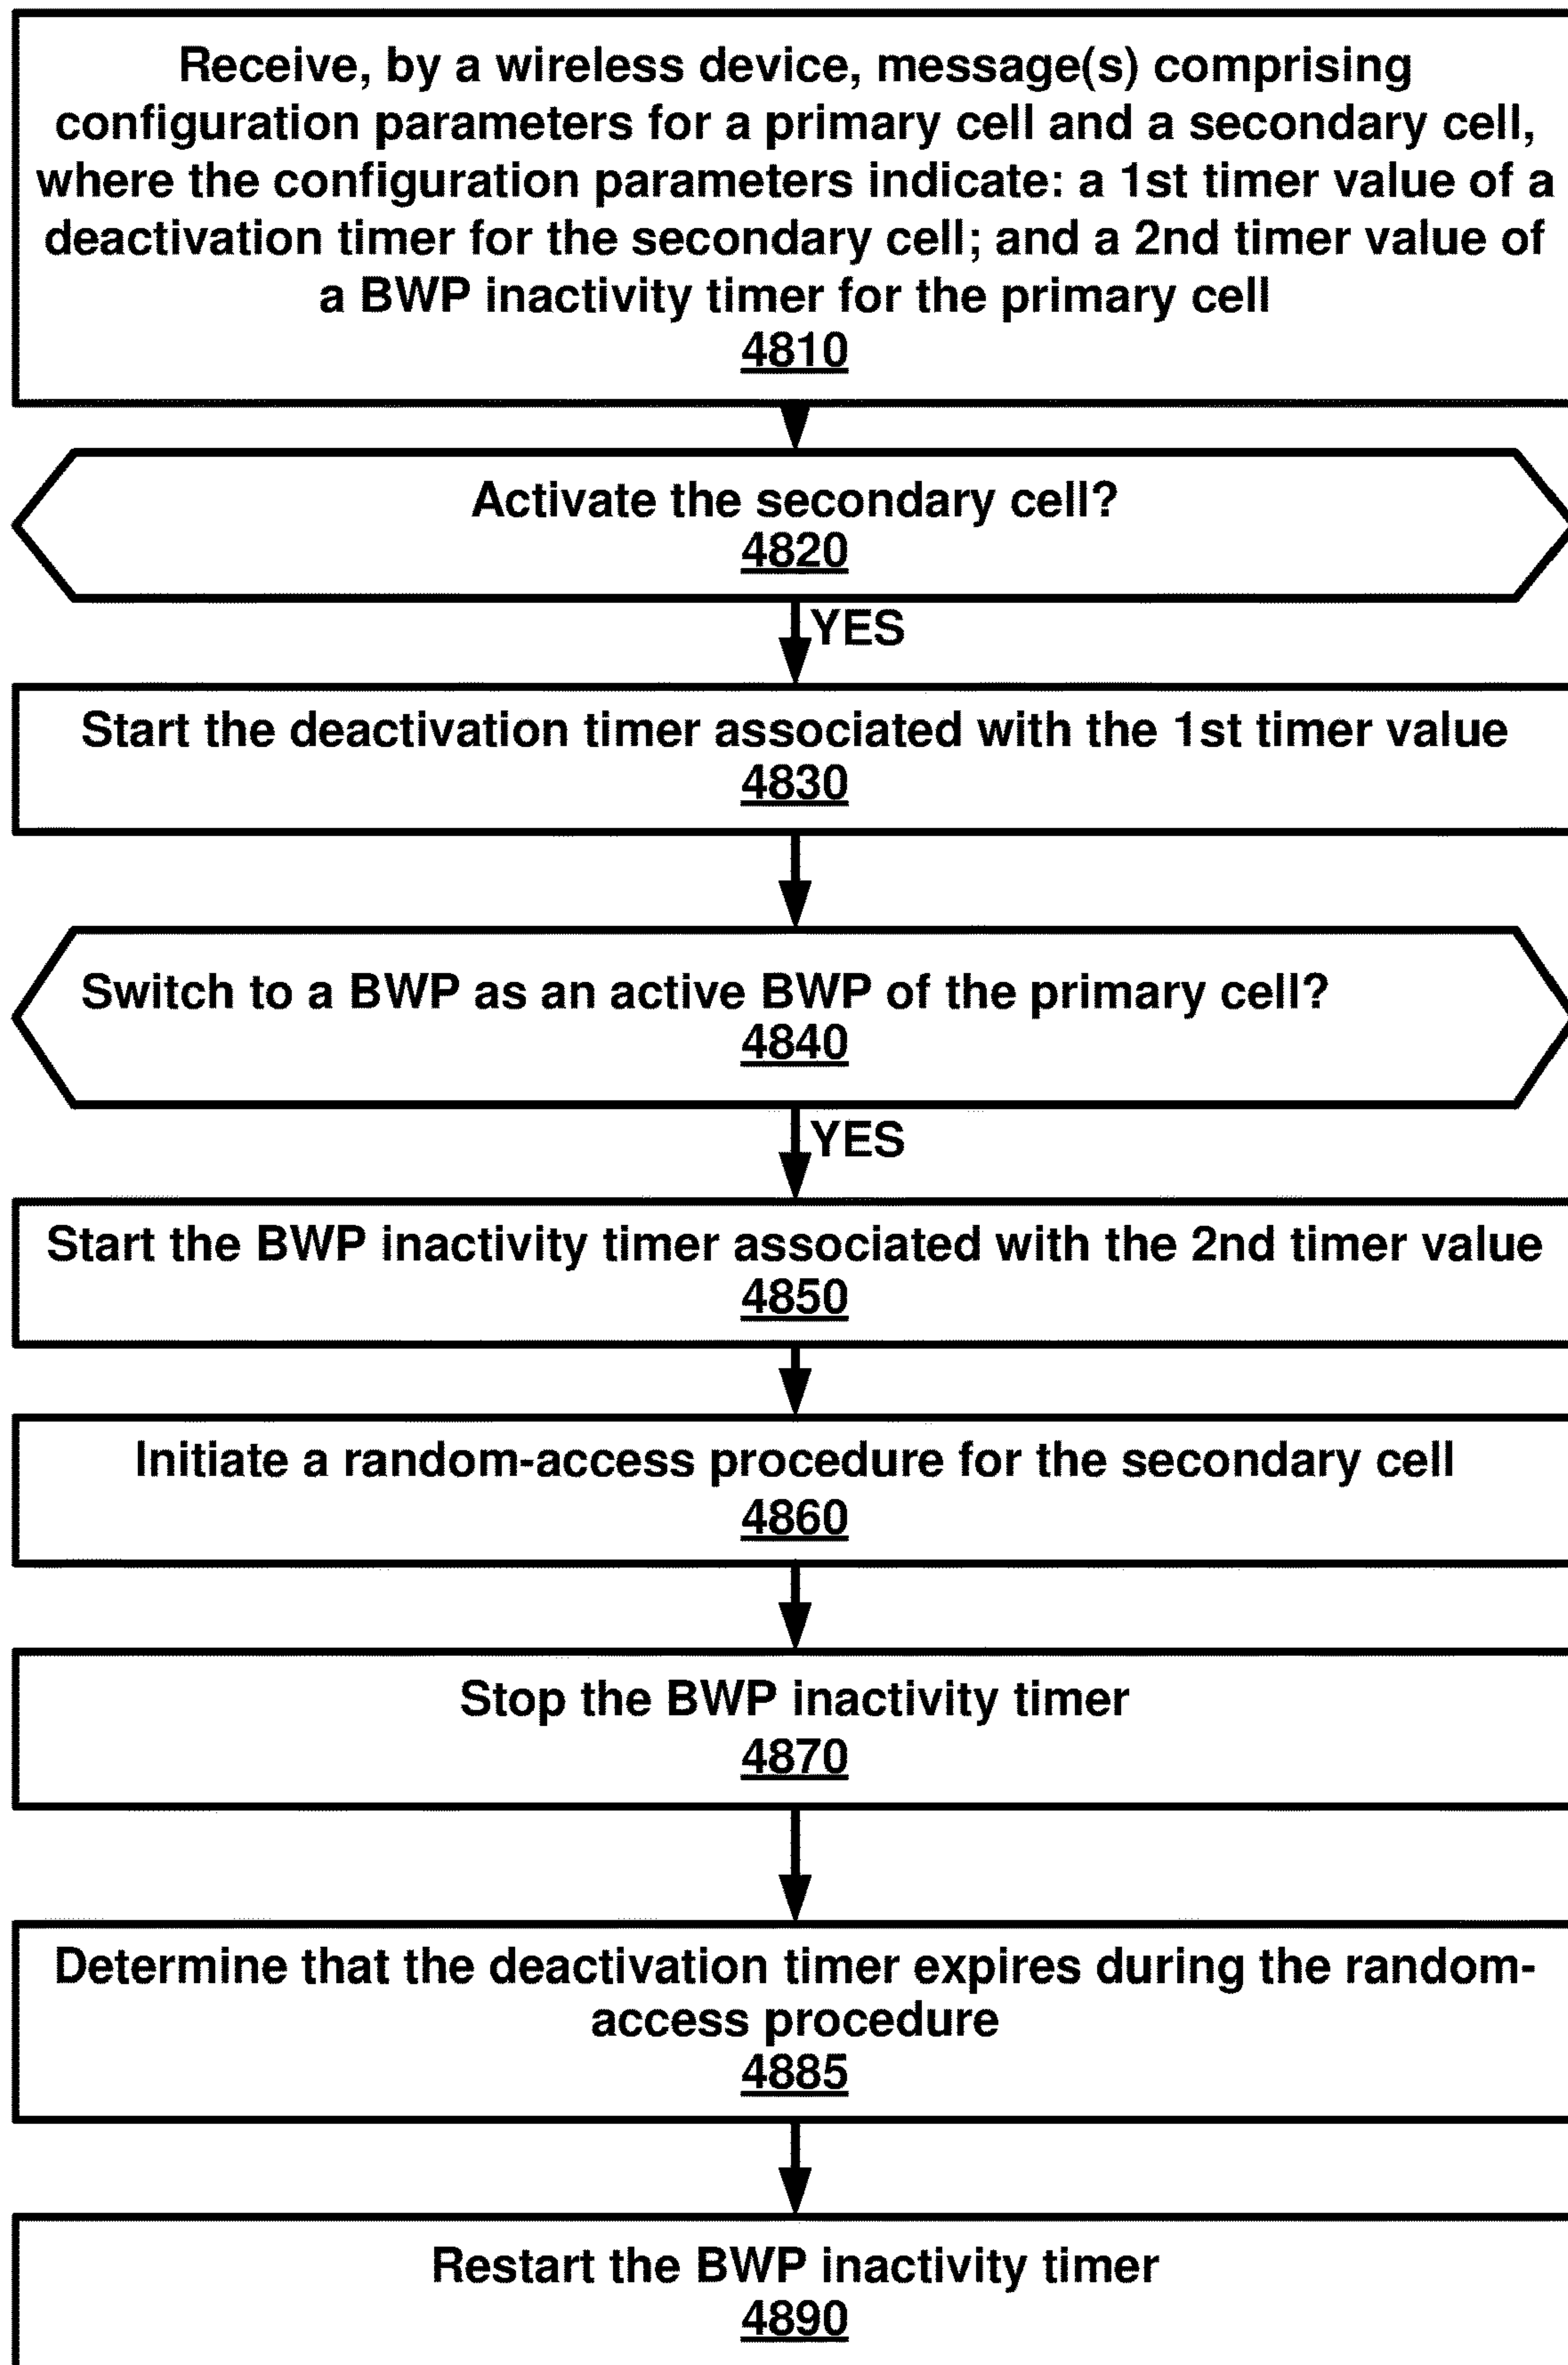 Receive, by a wireless device, message(s) comprising
configuration parameters for a primary cell and a secondary cell,
where the configuration parameters indicate: a 1st timer value of a
deactivation timer for the secondary cell; and a 2nd timer value of
a BWP inactivity timer for the primary cell
4810
Activate the secondary cell?
4820
YES
Start the deactivation timer associated with the 1st timer value
4830
Switch to a BWP as an active BWP of the primary cell?
4840
YES
Start the BWP inactivity timer associated with the 2nd timer value
4850
Initiate a random-access procedure for the secondary cell
4860
Stop the BWP inactivity timer
4870
Determine that the deactivation timer expires during the random-
access procedure
4885
Restart the BWP inactivity timer
4890